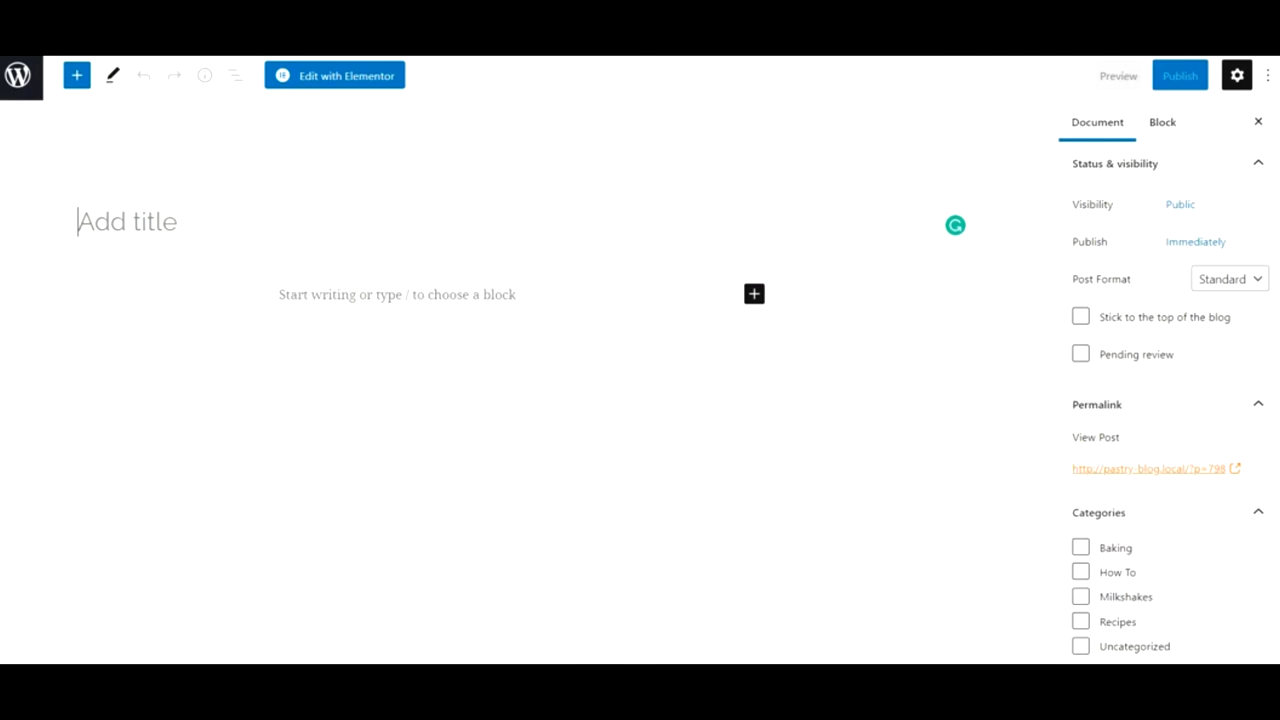 Edit with Elementor
Preview
Publish
Document
Block
Status & visibility
Add title
Visibility
Public
Publish
Immediately
Start writing or type / to choose a block
Post Format
Standard
Stick to the top of the blog
Pending review
Permalink
View Post
http://pastry-blog.local/?p=798
Categories
Baking
How To
Milkshakes
Recipes
Uncategorized